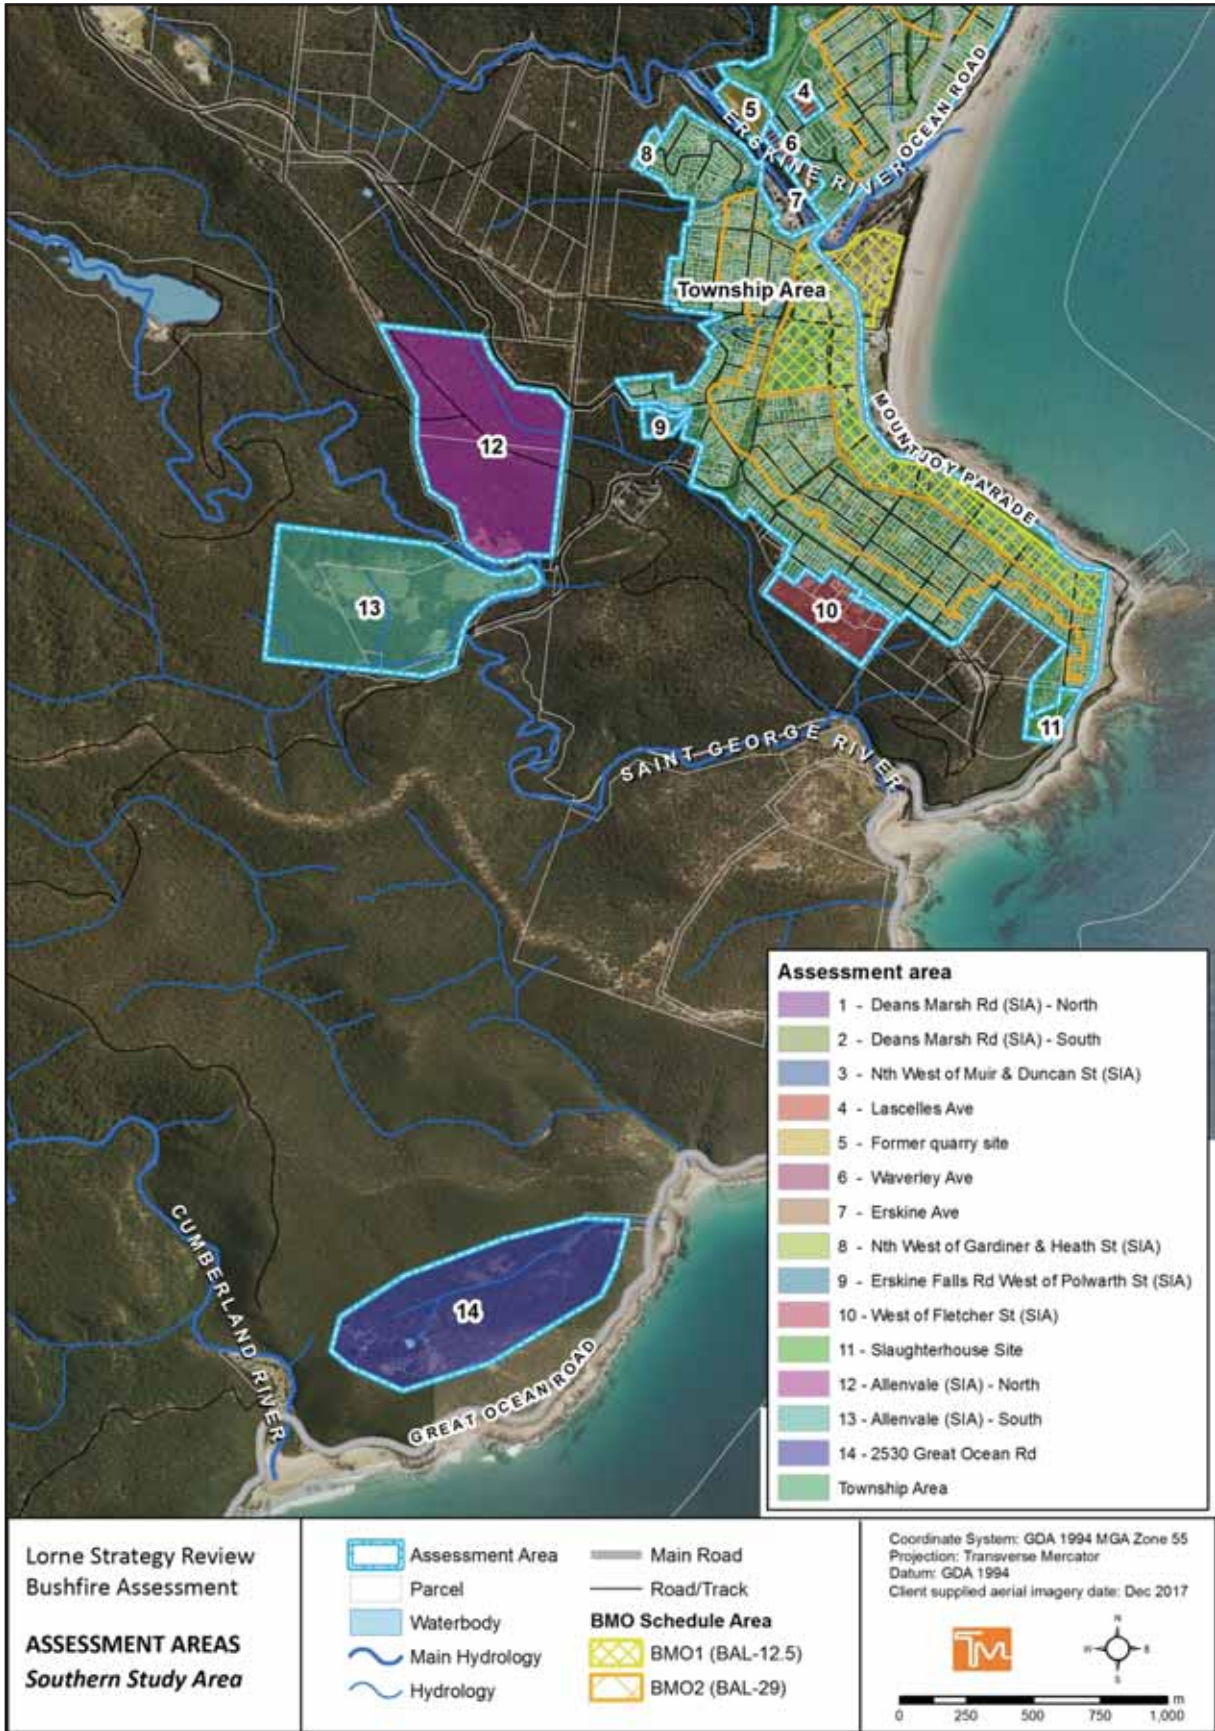 OCEAN ROAD
4
5
6
ERSKINE RIVER
8
7
Township Area
MOUNTJOY PARADE
9
12
10
13
11
SAINT GEORGE RIVER
CUMBERLAND RIVER
14
GREAT OCEAN ROAD
Assessment area
1 - Deans Marsh Rd (SIA) - North
2 - Deans Marsh Rd (SIA) - South
3 - Nth West of Muir & Duncan St (SIA)
4 - Lascelles Ave
5 - Former quarry site
6 - Waverley Ave
7 - Erskine Ave
8 - Nth West of Gardiner & Heath St (SIA)
9 - Erskine Falls Rd West of Polwarth St (SIA)
10 - West of Fletcher St (SIA)
11 - Slaughterhouse Site
12 - Allenvale (SIA) - North
13 - Allenvale (SIA) - South
14 - 2530 Great Ocean Rd
Township Area
Lorne Strategy Review
Bushfire Assessment
ASSESSMENT AREAS
Southern Study Area
Assessment Area
Parcel
Waterbody
Main Hydrology
Hydrology
Main Road
Road/Track
BMO Schedule Area
BMO1 (BAL-12.5)
BMO2 (BAL-29)
Coordinate System: GDA 1994 MGA Zone 55
Projection: Transverse Mercator
Datum: GDA 1994
Client supplied aerial imagery date: Dec 2017
N
W
S
m
0 250 500 750 1,000